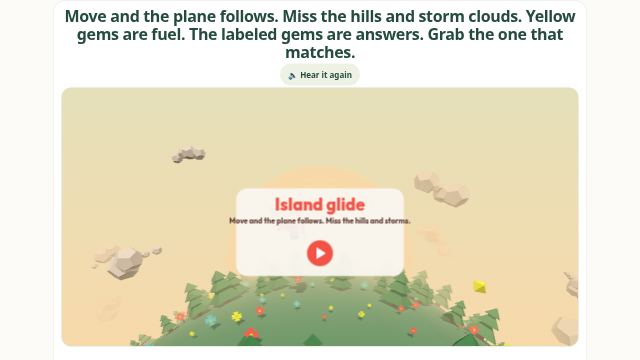 Move and the plane follows. Miss the hills and storm clouds. Yellow
gems are fuel. The labeled gems are answers. Grab the one that
matches.
Hear it again
Island glide
Move and the plane follows. Miss the hills and storms.